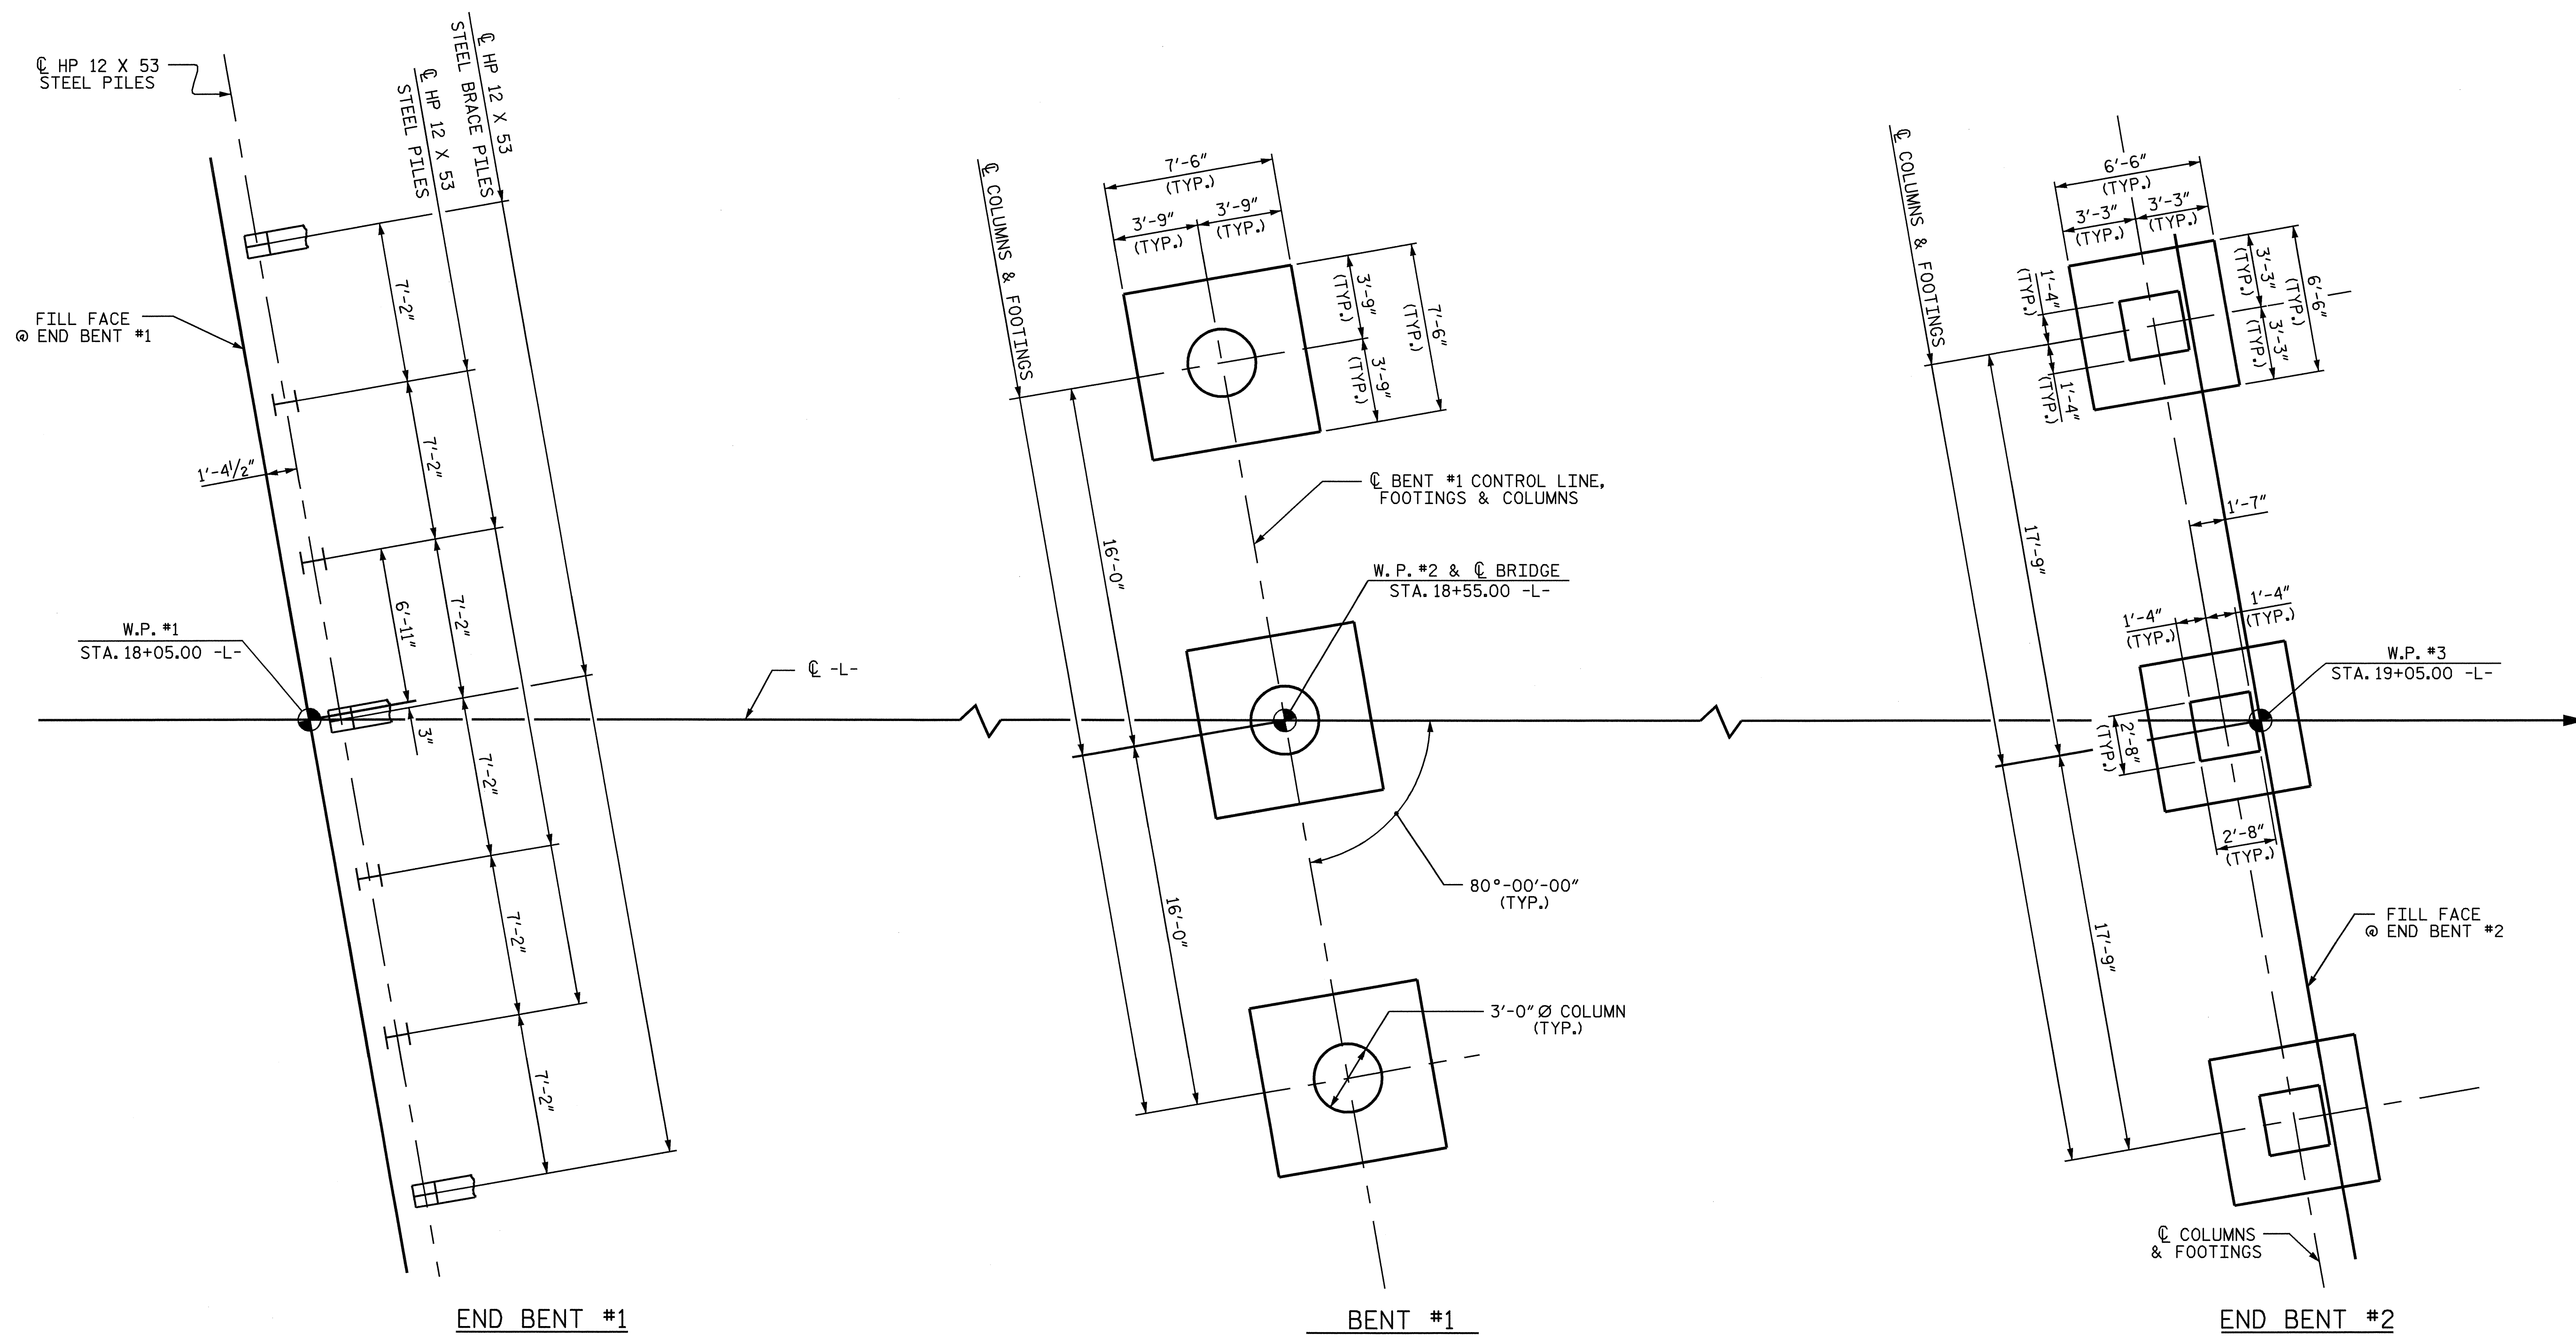 ℄ HP 12 X 53
STEEL PILES
℄ HP 12 X 53
STEEL PILES
℄ HP 12 X 53
STEEL BRACE PILES
FILL FACE
@ END BENT #1
1'-4½"
7'-2"
7'-2"
6'-11"
7'-2"
3"
7'-2"
7'-2"
7'-2"
W.P. #1
STA. 18+05.00 -L-
℄ -L-
END BENT #1
℄ COLUMNS & FOOTINGS
7'-6"
(TYP.)
3'-9"
(TYP.)
3'-9"
(TYP.)
3'-9"
(TYP.)
3'-9"
(TYP.)
7'-6"
(TYP.)
16'-0"
16'-0"
℄ BENT #1 CONTROL LINE,
FOOTINGS & COLUMNS
W.P. #2 & ℄ BRIDGE
STA. 18+55.00 -L-
80°-00'-00"
(TYP.)
3'-0" Ø COLUMN
(TYP.)
BENT #1
℄ COLUMNS & FOOTINGS
6'-6"
(TYP.)
3'-3"
(TYP.)
3'-3"
(TYP.)
3'-3"
(TYP.)
3'-3"
(TYP.)
6'-6"
(TYP.)
1'-4"
(TYP.)
1'-4"
(TYP.)
17'-9"
1'-7"
1'-4"
(TYP.)
1'-4"
(TYP.)
2'-8"
(TYP.)
2'-8"
(TYP.)
W.P. #3
STA. 19+05.00 -L-
17'-9"
FILL FACE
@ END BENT #2
℄ COLUMNS
& FOOTINGS
END BENT #2